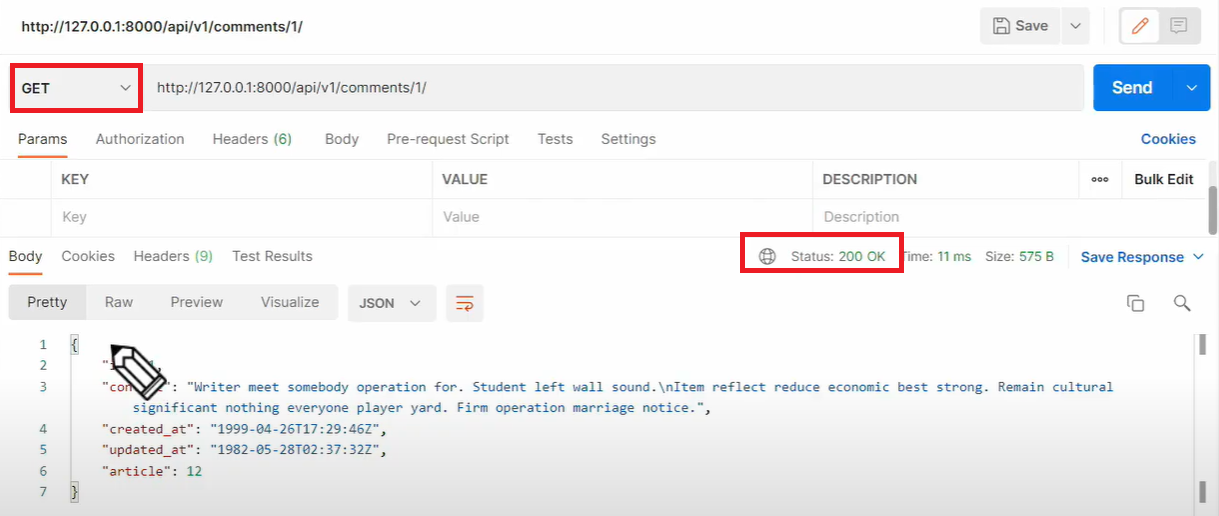 http://127.0.0.1:8000/api/v1/comments/1/
Save
GET
http://127.0.0.1:8000/api/v1/comments/1/
Send
Params Authorization Headers (6) Body Pre-request Script Tests Settings Cookies
KEY VALUE DESCRIPTION Bulk Edit
Key Value Description
Body Cookies Headers (9) Test Results Status: 200 OK Time: 11 ms Size: 575 B Save Response
Pretty Raw Preview Visualize JSON
1 {
2
3 "Writer meet somebody operation for. Student left wall sound.\nItem reflect reduce economic best strong. Remain cultural
significant nothing everyone player yard. Firm operation marriage notice.",
4 "created_at": "1999-04-26T17:29:46Z",
5 "updated_at": "1982-05-28T02:37:32Z",
6 "article": 12
7 }